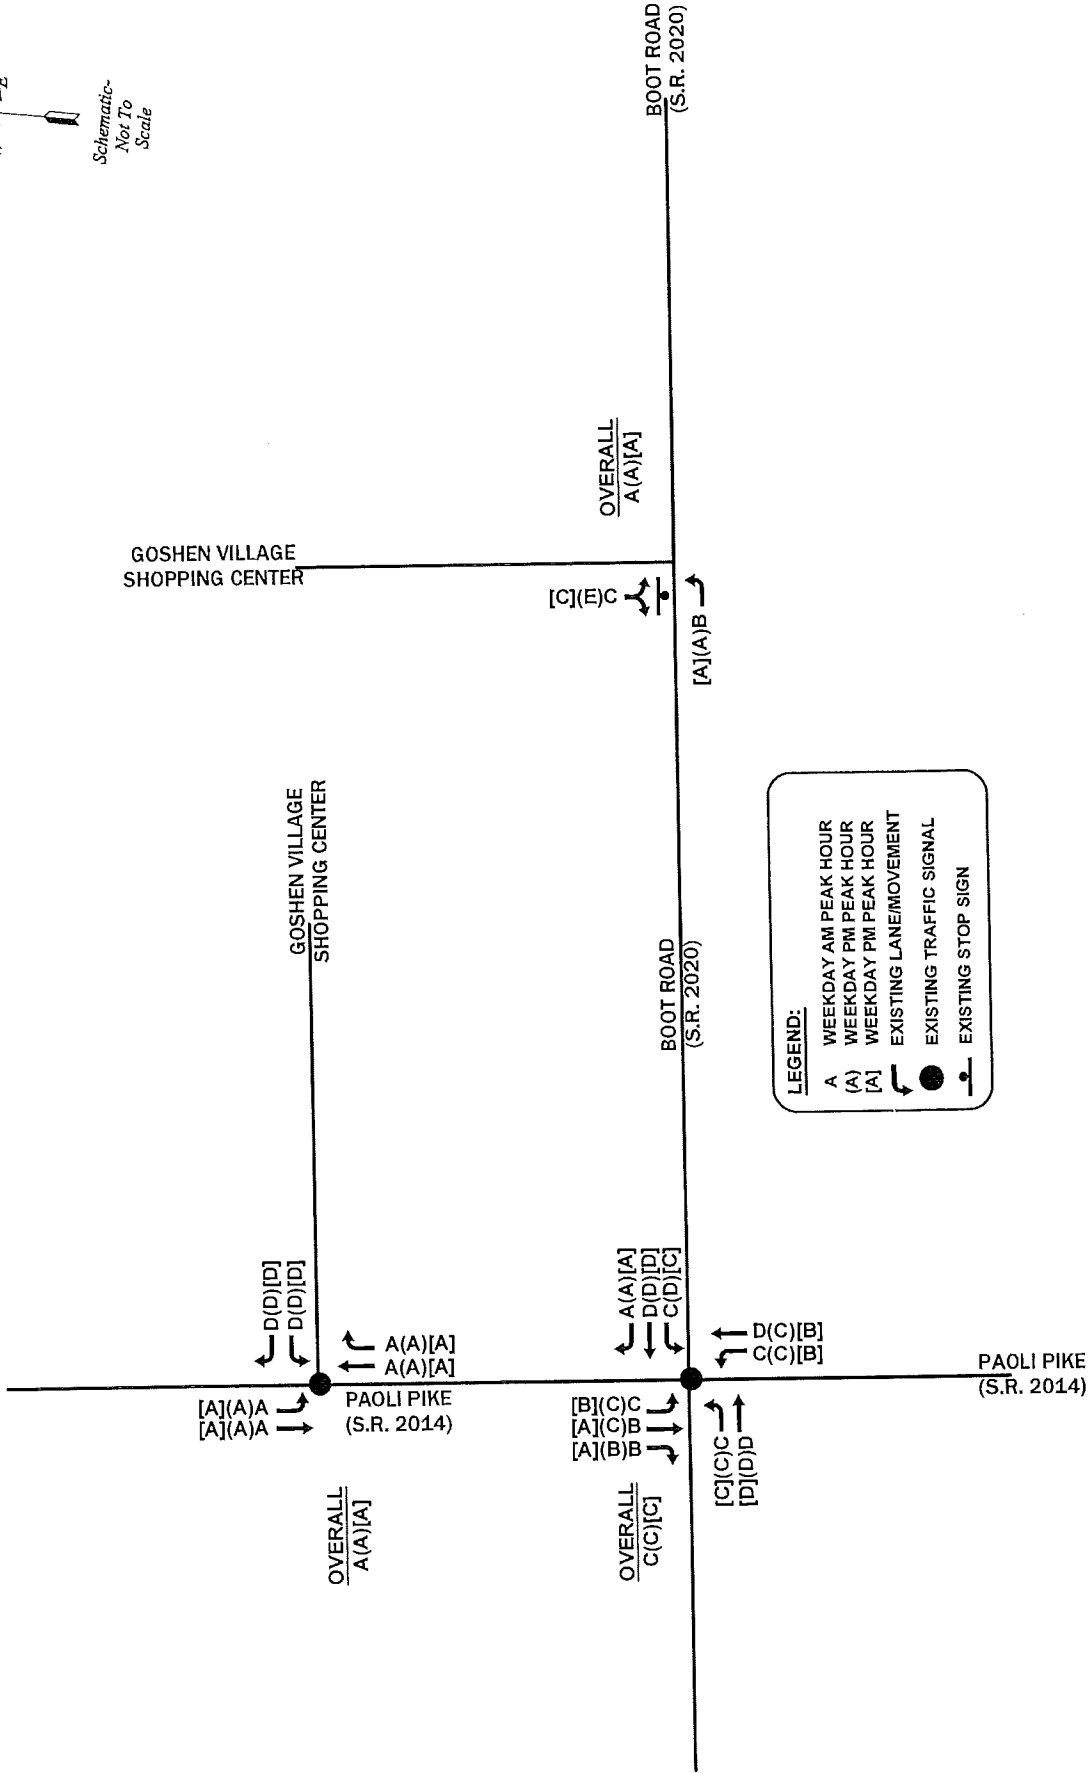 E
Schematic-
Not To
Scale
BOOT ROAD
(S.R. 2020)
OVERALL
A(A)[A]
GOSHEN VILLAGE
SHOPPING CENTER
[C](E)C
[A](A)B
GOSHEN VILLAGE
SHOPPING CENTER
BOOT ROAD
(S.R. 2020)
LEGEND:
A WEEKDAY AM PEAK HOUR
(A) WEEKDAY PM PEAK HOUR
[A] WEEKDAY PM PEAK HOUR
EXISTING LANE/MOVEMENT
EXISTING TRAFFIC SIGNAL
EXISTING STOP SIGN
D(D)[D]
D(D)[D]
A(A)[A]
A(A)[A]
[A](A)A
[A](A)A
PAOLI PIKE
(S.R. 2014)
OVERALL
A(A)[A]
A(A)[A]
D(D)[D]
C(D)[C]
D(C)[B]
C(C)[B]
[B](C)C
[A](C)B
[A](B)B
[C](C)C
[D](D)D
OVERALL
C(C)[C]
PAOLI PIKE
(S.R. 2014)